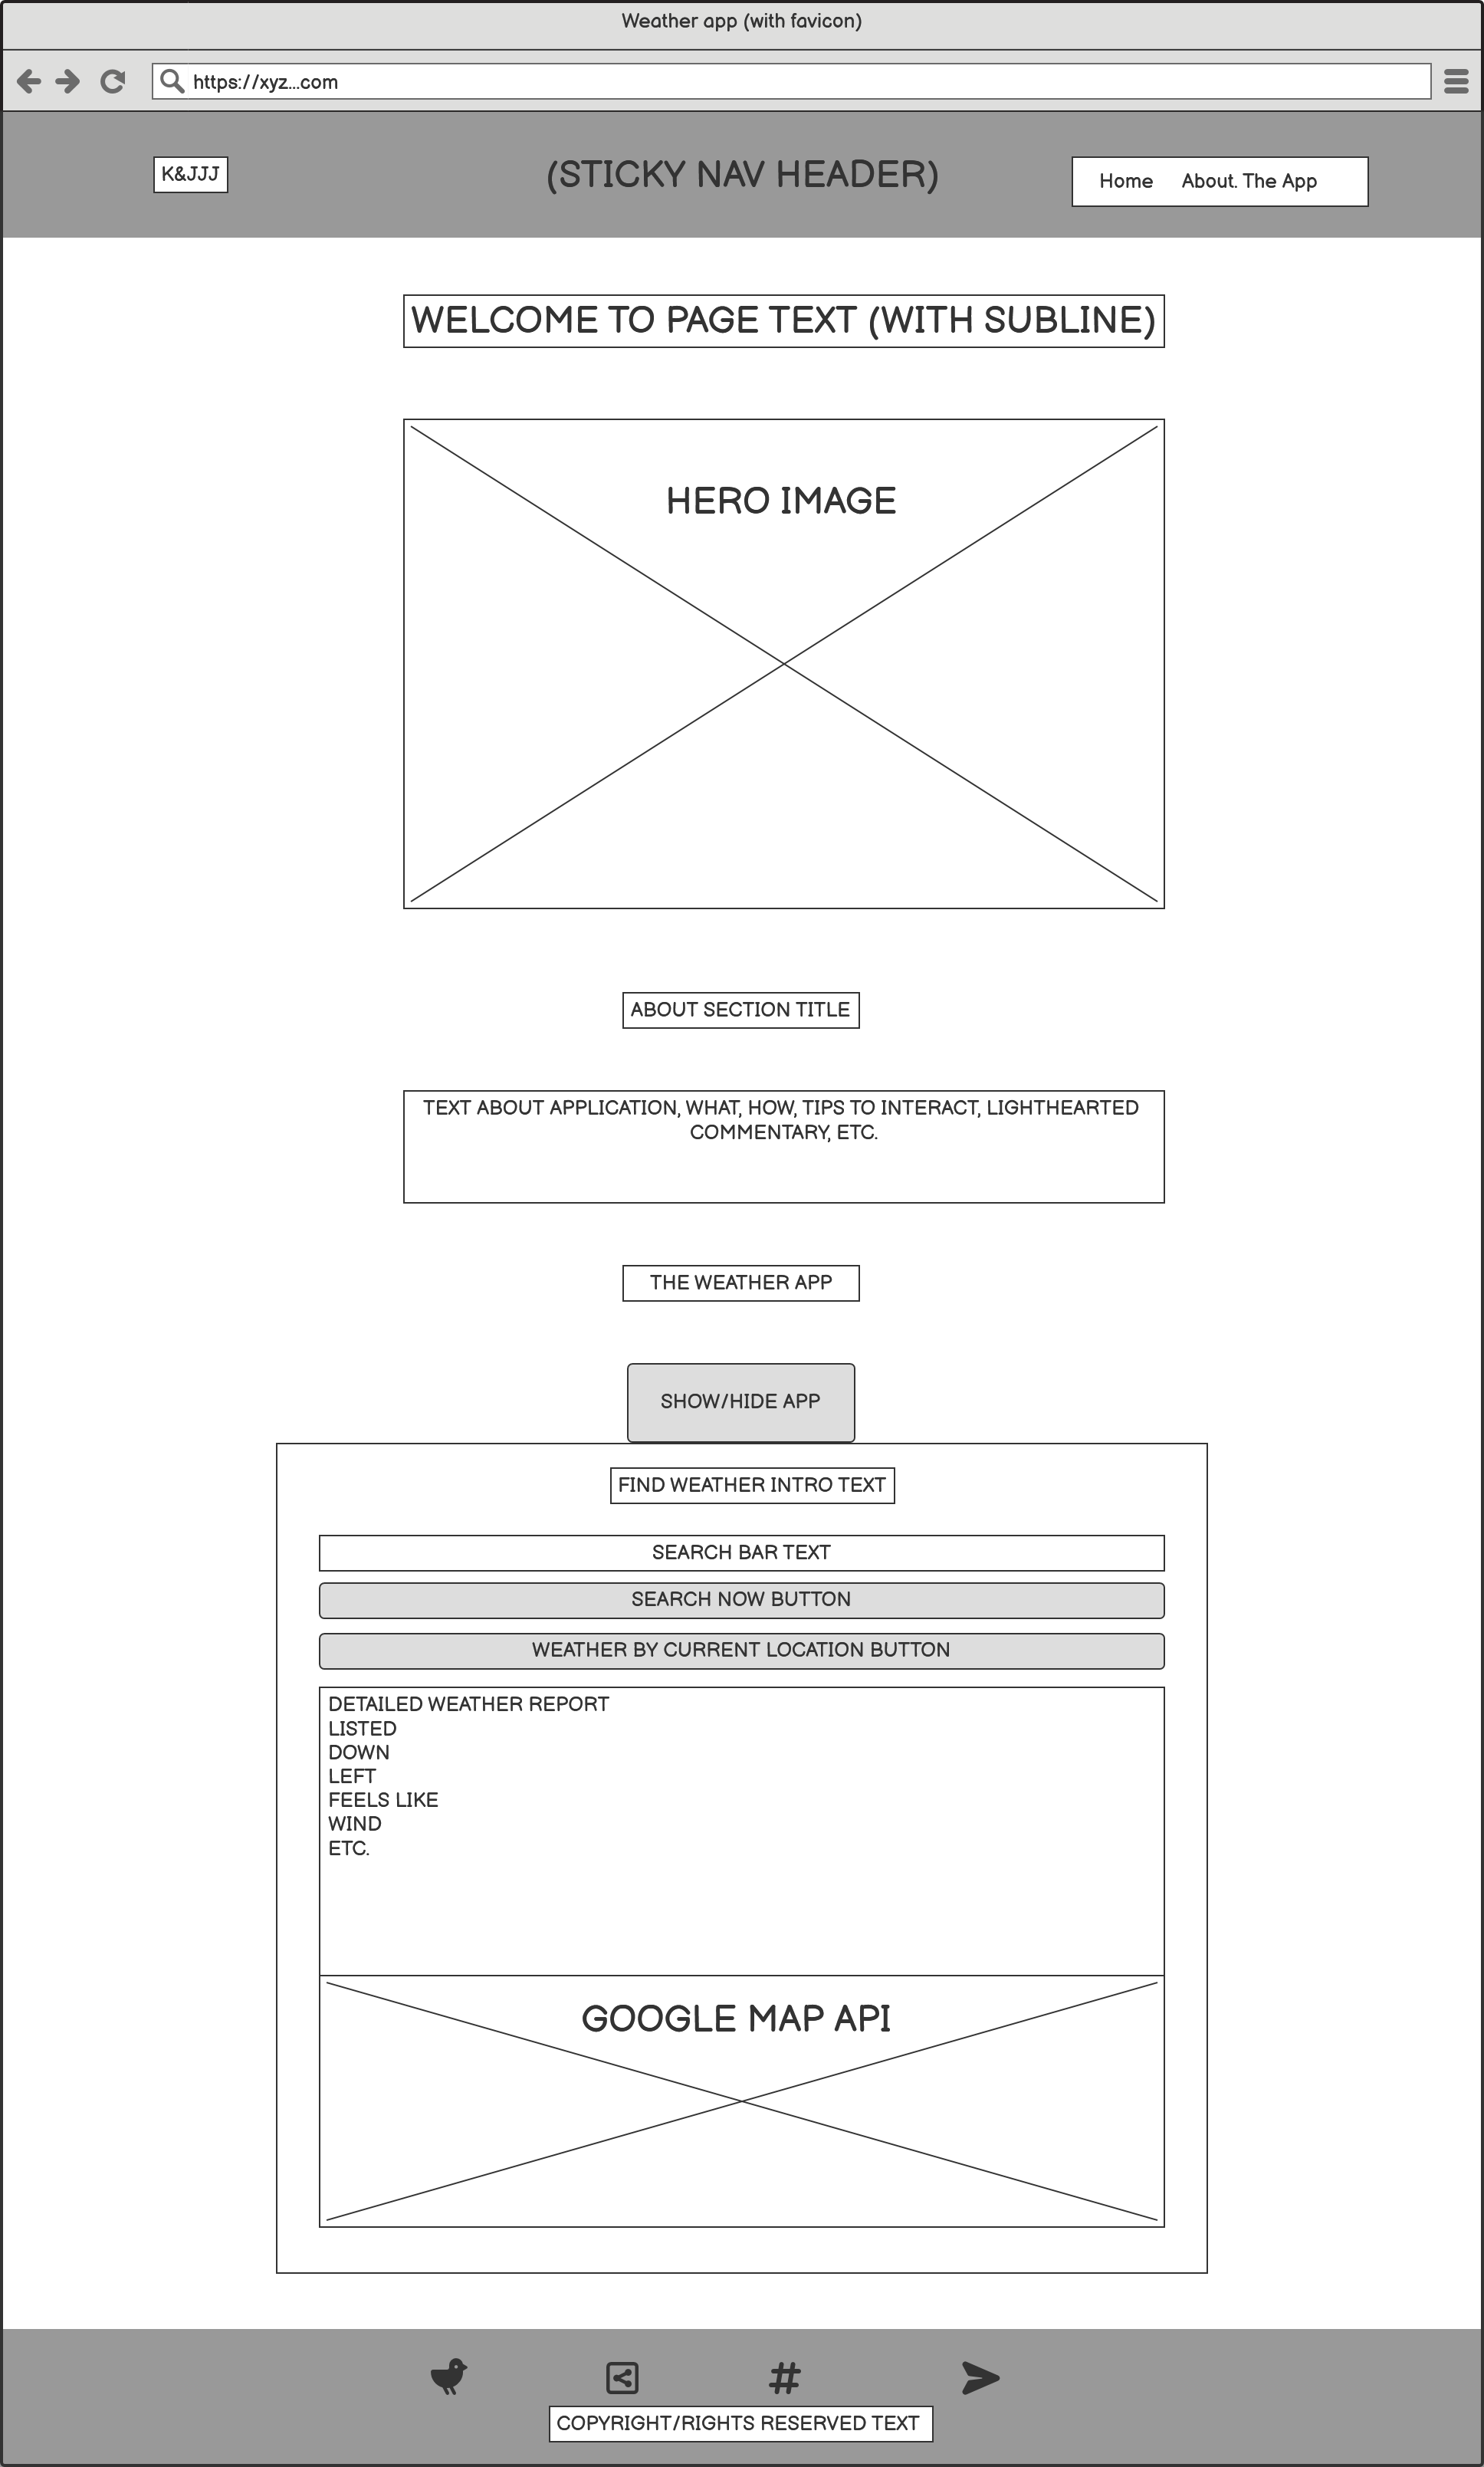 Weather app (with favicon)
https://xyz...com
K&JJJ
(STICKY NAV HEADER)
Home About. The App
WELCOME TO PAGE TEXT (WITH SUBLINE)
HERO IMAGE
ABOUT SECTION TITLE
TEXT ABOUT APPLICATION, WHAT, HOW, TIPS TO INTERACT, LIGHTHEARTED
COMMENTARY, ETC.
THE WEATHER APP
SHOW/HIDE APP
FIND WEATHER INTRO TEXT
SEARCH BAR TEXT
SEARCH NOW BUTTON
WEATHER BY CURRENT LOCATION BUTTON
DETAILED WEATHER REPORT
LISTED
DOWN
LEFT
FEELS LIKE
WIND
ETC.
GOOGLE MAP API
COPYRIGHT/RIGHTS RESERVED TEXT